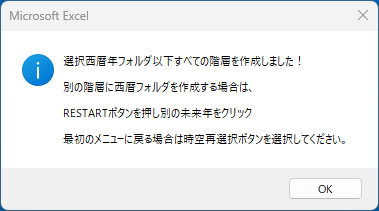 Microsoft Excel
選択西暦年フォルダ以下すべての階層を作成しました！
別の階層に西暦フォルダを作成する場合は、
RESTARTボタンを押し別の未来年をクリック
最初のメニューに戻る場合は時空再選択ボタンを選択してください。
OK